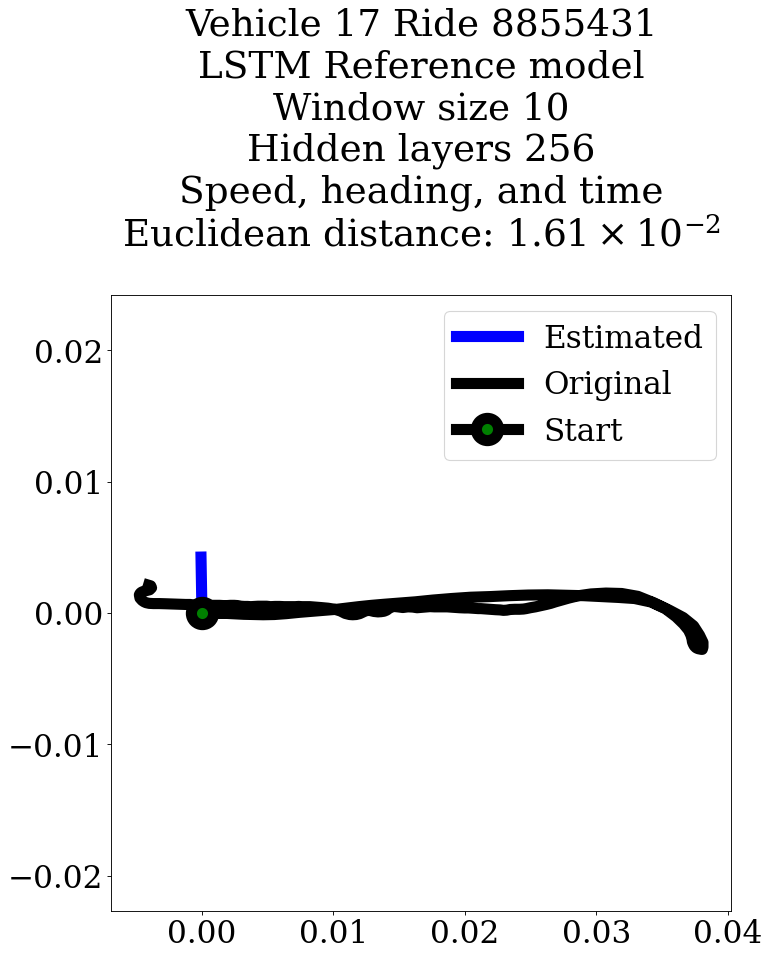 Vehicle 17 Ride 8855431
LSTM Reference model
Window size 10
Hidden layers 256
Speed, heading, and time
Euclidean distance: 1.61 × 10⁻²
Estimated
Original
Start
0.02
0.01
0.00
−0.01
−0.02
0.00 0.01 0.02 0.03 0.04